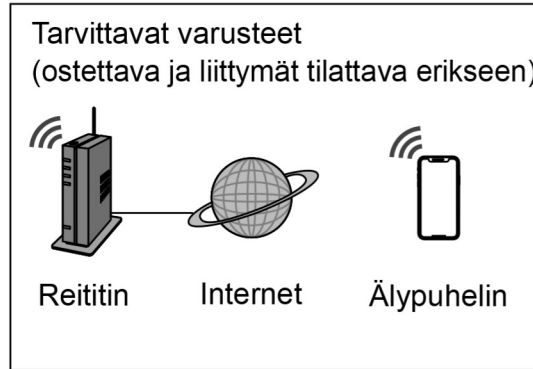 Tarvittavat varusteet
(ostettava ja liittymät tilattava erikseen)
Reititin Internet Älypuhelin